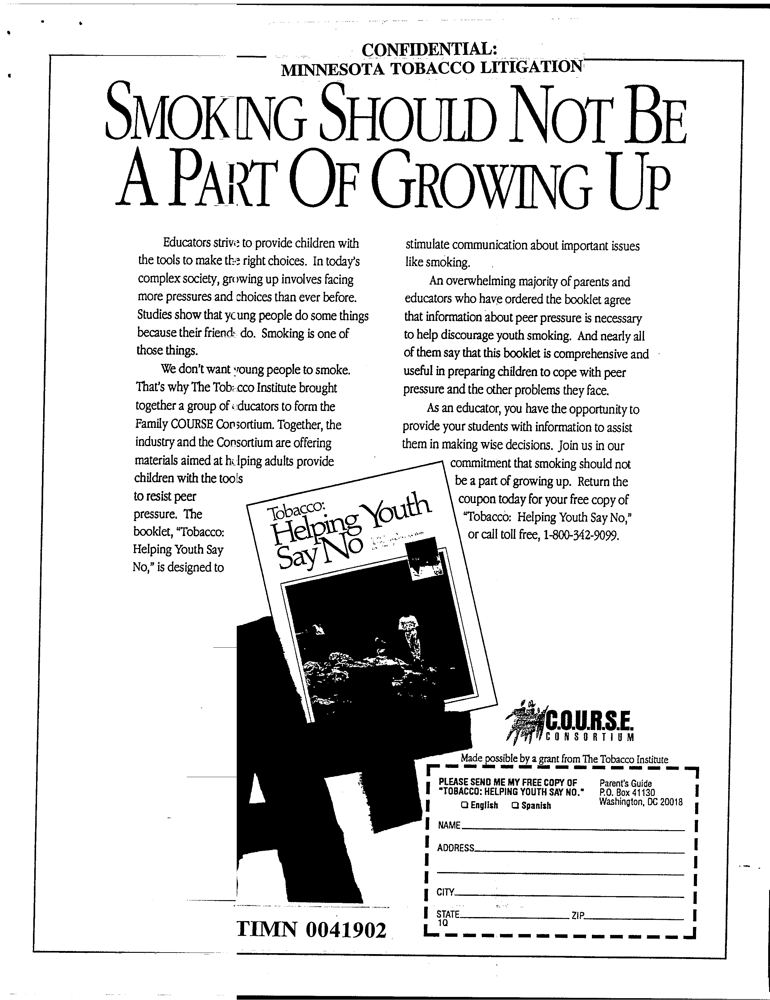 CONFIDENTIAL:
MINNESOTA TOBACCO LITIGATION
SMOKING SHOULD NOT BE
A PART OF GROWING UP
Educators strive to provide children with
the tools to make the right choices. In today's
complex society, growing up involves facing
more pressures and choices than ever before.
Studies show that young people do some things
because their friends do. Smoking is one of
those things.
We don't want young people to smoke.
That's why The Tobacco Institute brought
together a group of educators to form the
Family COURSE Consortium. Together, the
industry and the Consortium are offering
materials aimed at helping adults provide
children with the tools
to resist peer
pressure. The
booklet, "Tobacco:
Helping Youth Say
No," is designed to
stimulate communication about important issues
like smoking.
An overwhelming majority of parents and
educators who have ordered the booklet agree
that information about peer pressure is necessary
to help discourage youth smoking. And nearly all
of them say that this booklet is comprehensive and
useful in preparing children to cope with peer
pressure and the other problems they face.
As an educator, you have the opportunity to
provide your students with information to assist
them in making wise decisions. Join us in our
commitment that smoking should not
be a part of growing up. Return the
coupon today for your free copy of
"Tobacco: Helping Youth Say No,"
or call toll free, 1-800-342-9099.
Tobacco:
Helping Youth
Say No
C.O.U.R.S.E.
CONSORTIUM
Made possible by a grant from The Tobacco Institute
PLEASE SEND ME MY FREE COPY OF
"TOBACCO: HELPING YOUTH SAY NO."
English Spanish
Parent's Guide
P.O. Box 41130
Washington, DC 20018
NAME
ADDRESS
CITY
STATE ZIP
1Q
TIMN 0041902